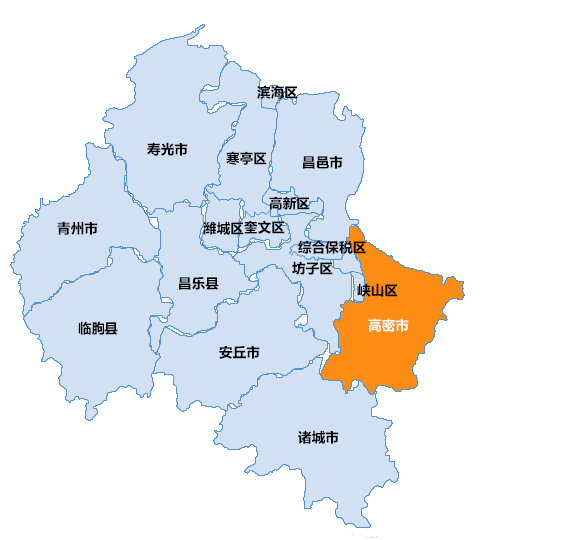 滨海区
寿光市
寒亭区
昌邑市
高新区
青州市
潍城区
奎文区
综合保税区
坊子区
昌乐县
峡山区
临朐县
高密市
安丘市
诸城市